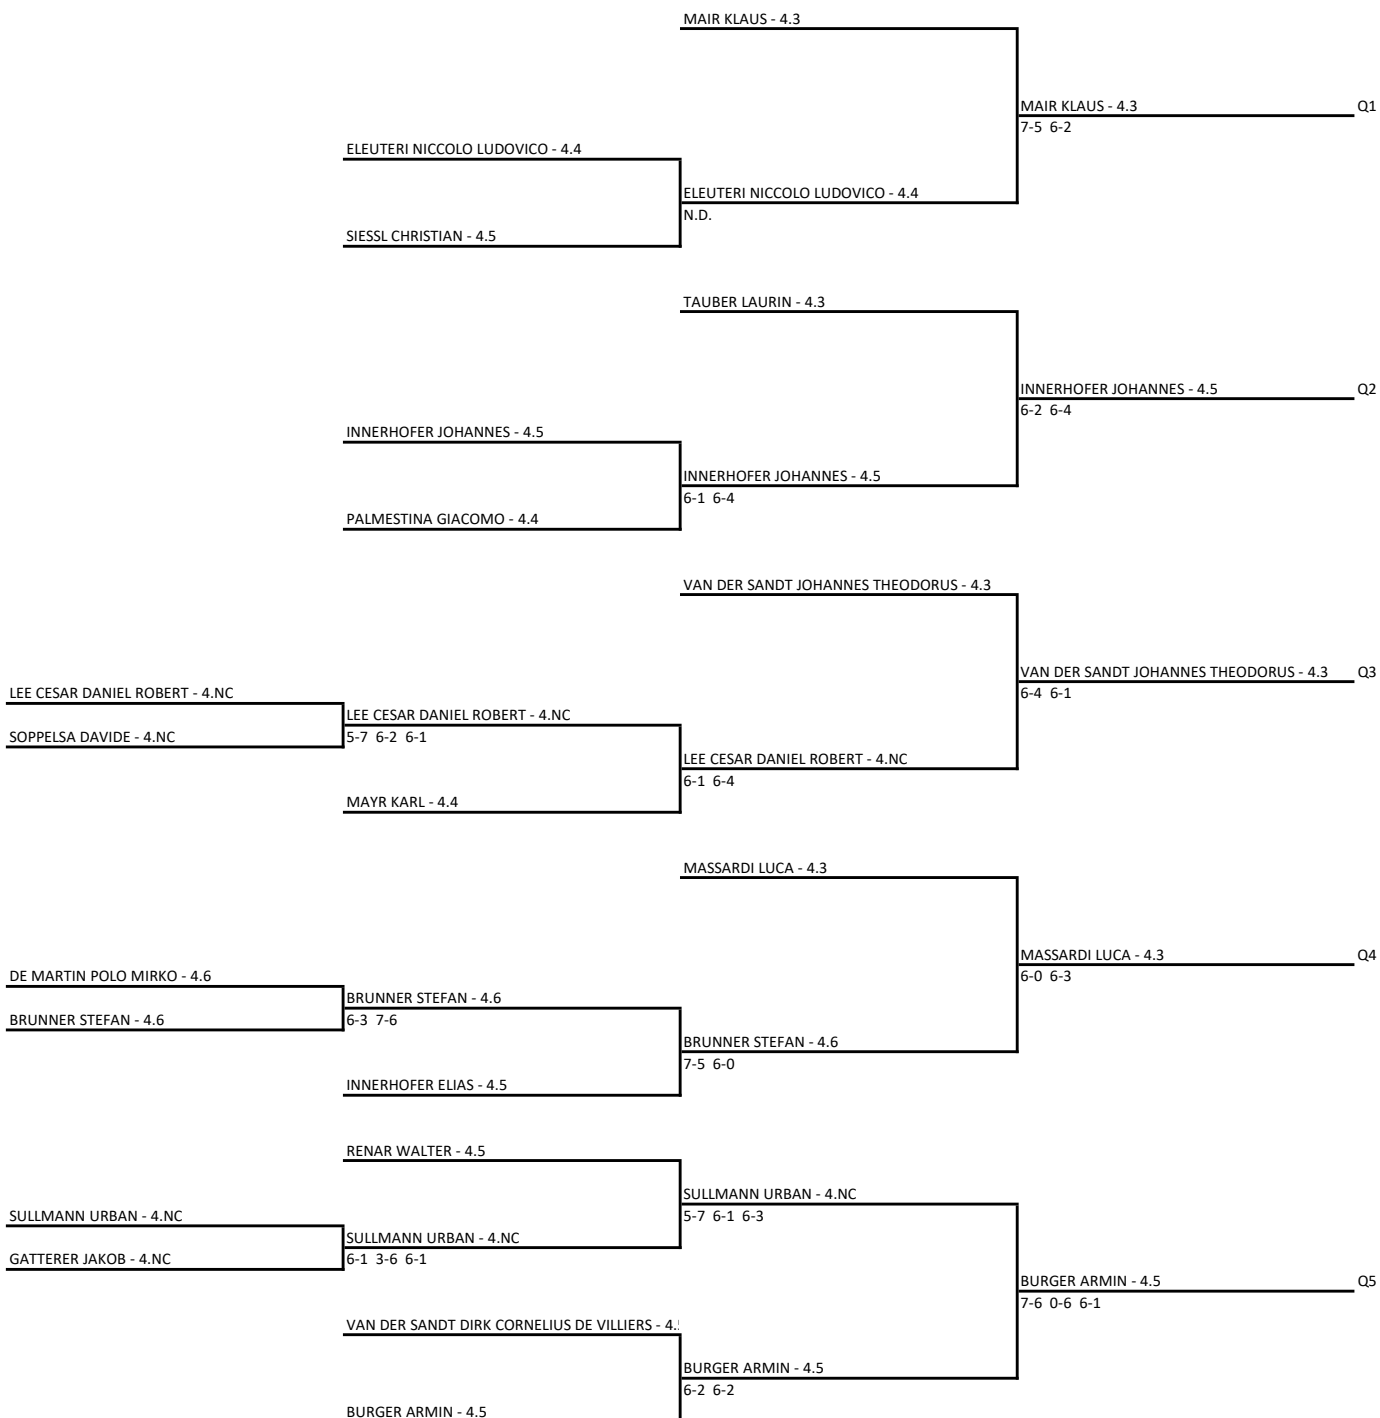 MAIR KLAUS - 4.3
MAIR KLAUS - 4.3 Q1
7-5 6-2
ELEUTERI NICCOLO LUDOVICO - 4.4
ELEUTERI NICCOLO LUDOVICO - 4.4
N.D.
SIESSL CHRISTIAN - 4.5
TAUBER LAURIN - 4.3
INNERHOFER JOHANNES - 4.5 Q2
6-2 6-4
INNERHOFER JOHANNES - 4.5
INNERHOFER JOHANNES - 4.5
6-1 6-4
PALMESTINA GIACOMO - 4.4
VAN DER SANDT JOHANNES THEODORUS - 4.3
VAN DER SANDT JOHANNES THEODORUS - 4.3 Q3
6-4 6-1
LEE CESAR DANIEL ROBERT - 4.NC
LEE CESAR DANIEL ROBERT - 4.NC
SOPPELSA DAVIDE - 4.NC
5-7 6-2 6-1
LEE CESAR DANIEL ROBERT - 4.NC
6-1 6-4
MAYR KARL - 4.4
MASSARDI LUCA - 4.3
MASSARDI LUCA - 4.3 Q4
6-0 6-3
DE MARTIN POLO MIRKO - 4.6
BRUNNER STEFAN - 4.6
BRUNNER STEFAN - 4.6
6-3 7-6
BRUNNER STEFAN - 4.6
7-5 6-0
INNERHOFER ELIAS - 4.5
RENAR WALTER - 4.5
SULLMANN URBAN - 4.NC
5-7 6-1 6-3
SULLMANN URBAN - 4.NC
SULLMANN URBAN - 4.NC
GATTERER JAKOB - 4.NC
6-1 3-6 6-1
BURGER ARMIN - 4.5 Q5
7-6 0-6 6-1
VAN DER SANDT DIRK CORNELIUS DE VILLIERS - 4.
BURGER ARMIN - 4.5
6-2 6-2
BURGER ARMIN - 4.5